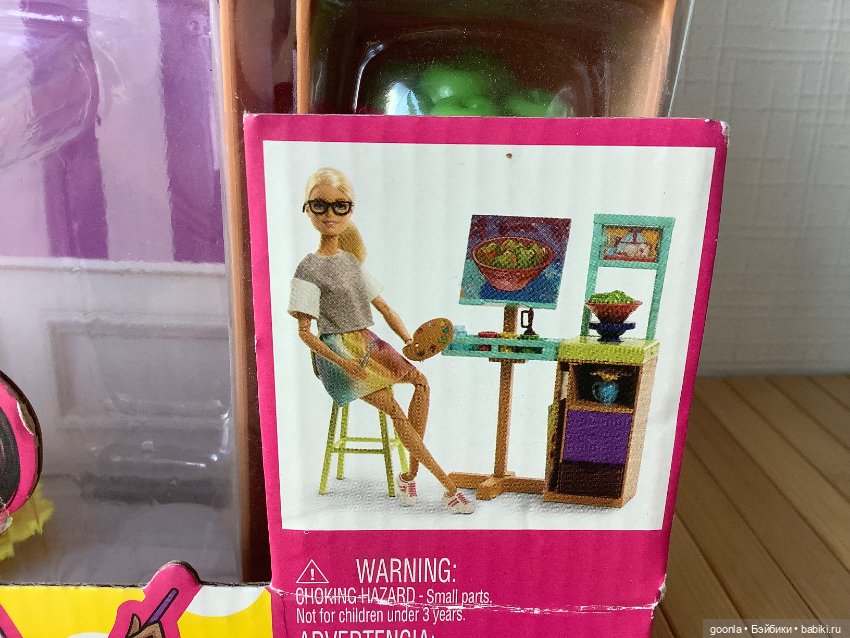 WARNING:
CHOKING HAZARD - Small parts.
Not for children under 3 years.
ADVERTENCIA:
goonla • Бэйбики • babiki.ru